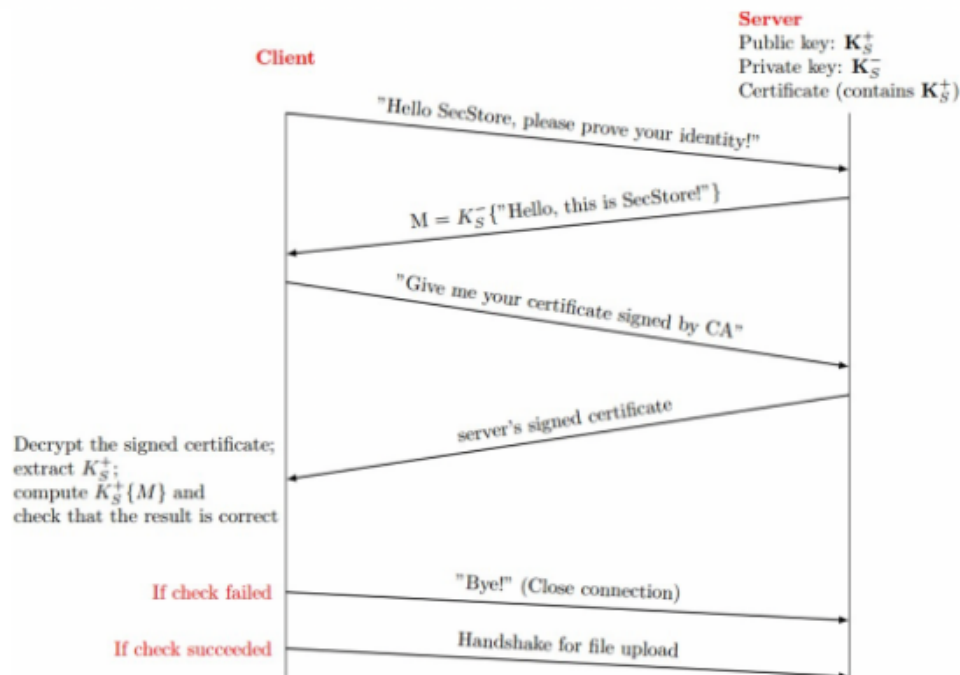 Server
Public key: K_S^+
Client
Private key: K_S^-
Certificate (contains K_S^+)
"Hello SecStore, please prove your identity!"
M = K_S^-{"Hello, this is SecStore!"}
"Give me your certificate signed by CA"
server's signed certificate
Decrypt the signed certificate;
extract K_S^+;
compute K_S^+{M} and
check that the result is correct
If check failed
"Bye!" (Close connection)
If check succeeded
Handshake for file upload